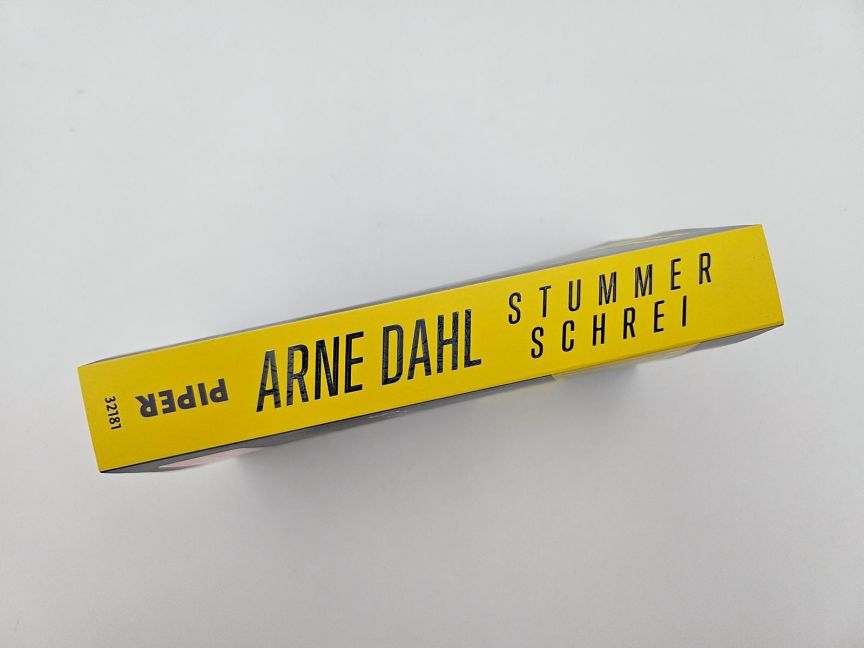 ARNE DAHL
STUMMER
SCHREI
PIPER
32181